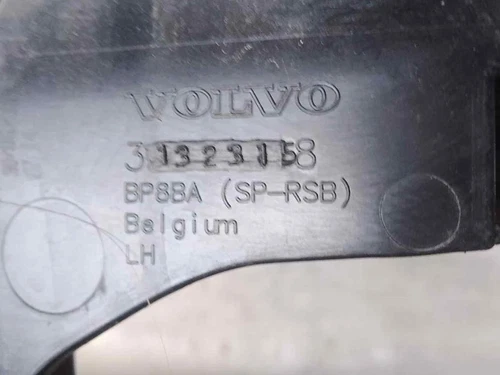 VOLVO
31323158
BP8BA (SP-RSB)
Belgium
LH